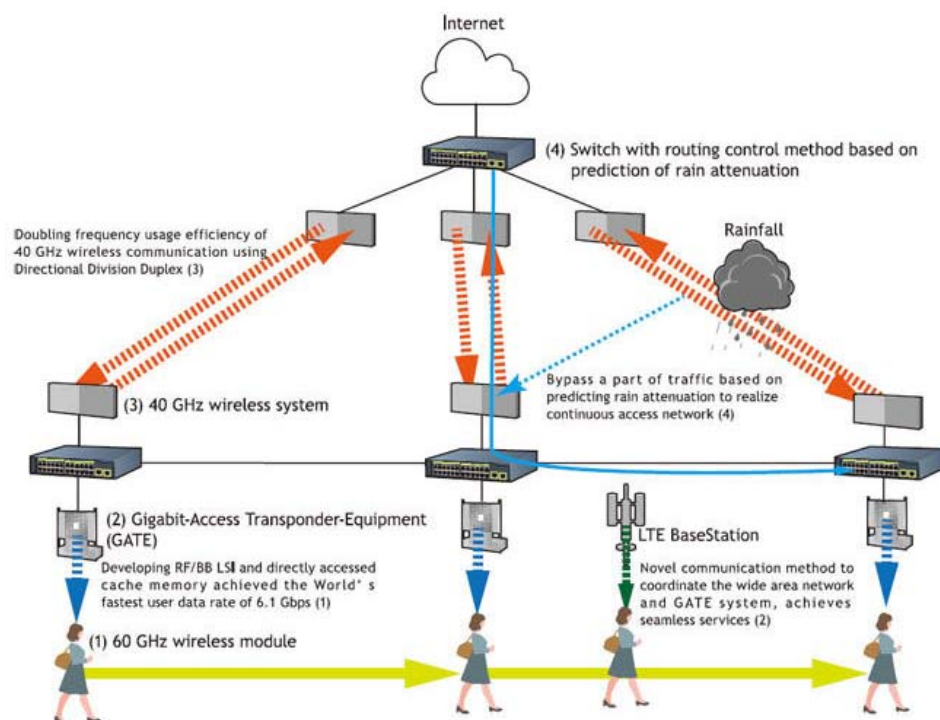 Internet
(4) Switch with routing control method based on
prediction of rain attenuation
Doubling frequency usage efficiency of
40 GHz wireless communication using
Directional Division Duplex (3)
Rainfall
Bypass a part of traffic based on
predicting rain attenuation to realize
continuous access network (4)
(3) 40 GHz wireless system
(2) Gigabit-Access Transponder-Equipment
(GATE)
Developing RF/BB LSI and directly accessed
cache memory achieved the World's
fastest user data rate of 6.1 Gbps (1)
LTE BaseStation
Novel communication method to
coordinate the wide area network
and GATE system, achieves
seamless services (2)
(1) 60 GHz wireless module